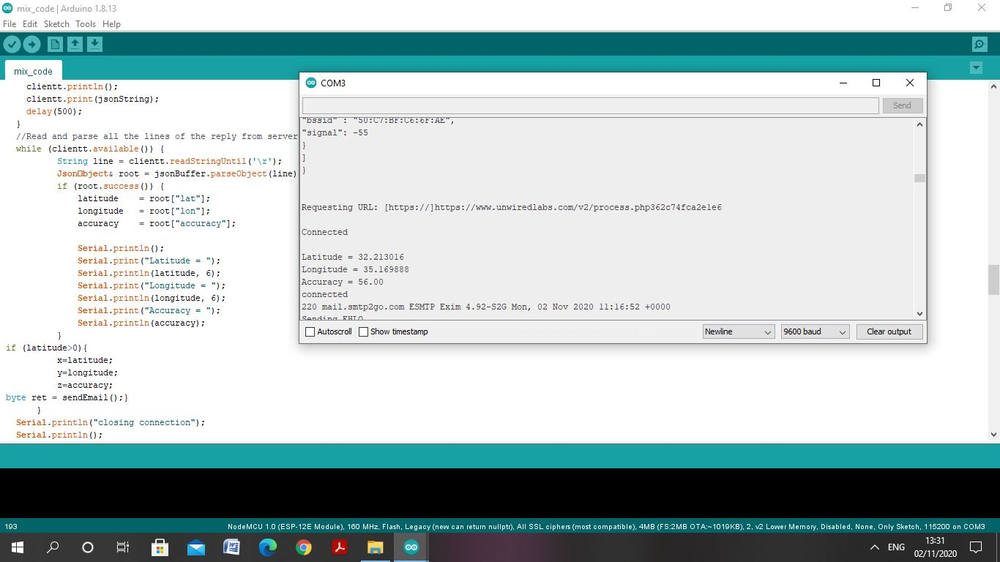 mix_code | Arduino 1.8.13
File Edit Sketch Tools Help
mix_code
clientt.println();
clientt.print(jsonString);
delay(500);
}
//Read and parse all the lines of the reply from server
while (clientt.available()) {
String line = clientt.readStringUntil('\r');
JsonObject& root = jsonBuffer.parseObject(line)
if (root.success()) {
latitude = root["lat"];
longitude = root["lon"];
accuracy = root["accuracy"];
Serial.println();
Serial.print("Latitude = ");
Serial.println(latitude, 6);
Serial.print("Longitude = ");
Serial.println(longitude, 6);
Serial.print("Accuracy = ");
Serial.println(accuracy);
}
if (latitude>0){
x=latitude;
y=longitude;
z=accuracy;
byte ret = sendEmail();}
}
Serial.println("closing connection");
Serial.println();
COM3
Send
"bssid" : "50:C7:BF:C6:6F:AE",
"signal": -55
}
]
}
Requesting URL: [https://]https://www.unwiredlabs.com/v2/process.php362c74fca2e1e6
Connected
Latitude = 32.213016
Longitude = 35.169888
Accuracy = 56.00
connected
220 mail.smtp2go.com ESMTP Exim 4.92-S2G Mon, 02 Nov 2020 11:16:52 +0000
Sending EHLO
Autoscroll Show timestamp Newline 9600 baud Clear output
193 NodeMCU 1.0 (ESP-12E Module), 160 MHz, Flash, Legacy (new can return nullptr), All SSL ciphers (most compatible), 4MB (FS:2MB OTA:~1019KB), 2, v2 Lower Memory, Disabled, None, Only Sketch, 115200 on COM3
ENG 13:31
02/11/2020